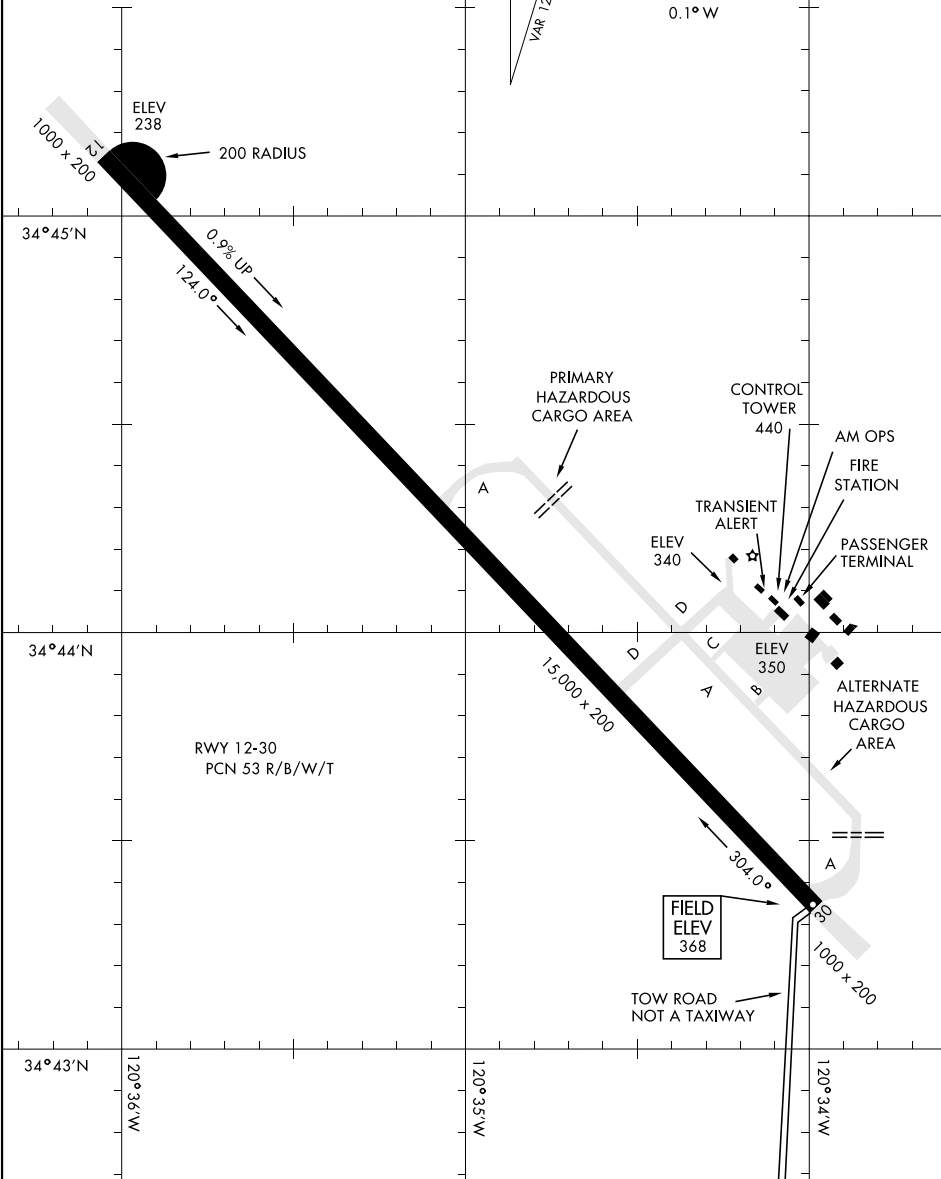 0.1° W
VAR 12
ELEV
238
1000 x 200
12
200 RADIUS
34°45'N
0.9% UP
124.0°
PRIMARY
HAZARDOUS
CARGO AREA
CONTROL
TOWER
440
AM OPS
FIRE
STATION
A
TRANSIENT
ALERT
ELEV
340
PASSENGER
TERMINAL
D
34°44'N
D
C
ELEV
350
15,000 x 200
A
B
ALTERNATE
HAZARDOUS
CARGO
AREA
RWY 12-30
PCN 53 R/B/W/T
304.0°
A
FIELD
ELEV
368
30
1000 x 200
TOW ROAD
NOT A TAXIWAY
34°43'N
120°36'W
120°35'W
120°34'W